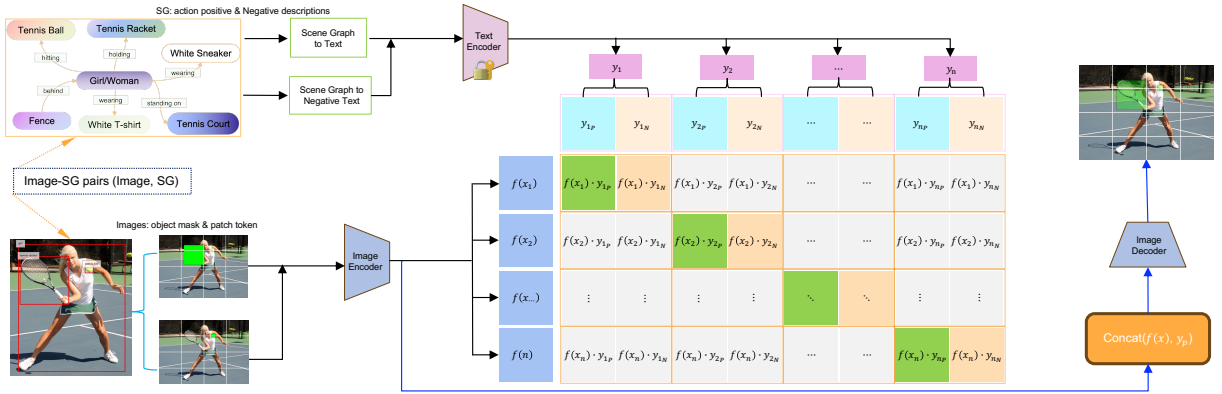 SG: action positive & Negative descriptions
Tennis Ball
Tennis Racket
White Sneaker
hitting
holding
wearing
Girl/Woman
behind
wearing
standing on
Fence
White T-shirt
Tennis Court
Scene Graph
to Text
Scene Graph to
Negative Text
Text
Encoder
Image-SG pairs (Image, SG)
Images: object mask & patch token
Image
Encoder
y₁ y₂ ... yₙ
y₁P y₁N y₂P y₂N ... ... yₙP yₙN
f(x₁) f(x₁)·y₁P f(x₁)·y₁N f(x₁)·y₂P f(x₁)·y₂N ... ... f(x₁)·yₙP f(x₁)·yₙN
f(x₂) f(x₂)·y₁P f(x₂)·y₁N f(x₂)·y₂P f(x₂)·y₂N ... ... f(x₂)·yₙP f(x₂)·yₙN
f(x...) ⋮ ⋮ ⋮ ⋮ ⋱ ⋱ ⋮ ⋮
f(n) f(xₙ)·y₁P f(xₙ)·y₁N f(xₙ)·y₂P f(xₙ)·y₂N ... ... f(xₙ)·yₙP f(xₙ)·yₙN
Image
Decoder
Concat(f(x), yₚ)